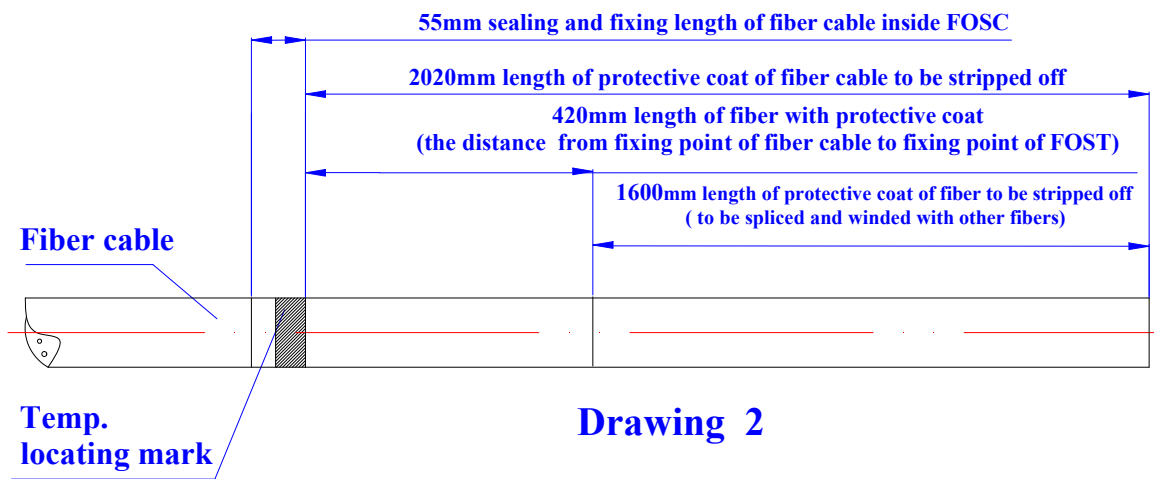 55mm sealing and fixing length of fiber cable inside FOSC
2020mm length of protective coat of fiber cable to be stripped off
420mm length of fiber with protective coat
(the distance from fixing point of fiber cable to fixing point of FOST)
1600mm length of protective coat of fiber to be stripped off
( to be spliced and winded with other fibers)
Fiber cable
Temp.
locating mark
Drawing 2